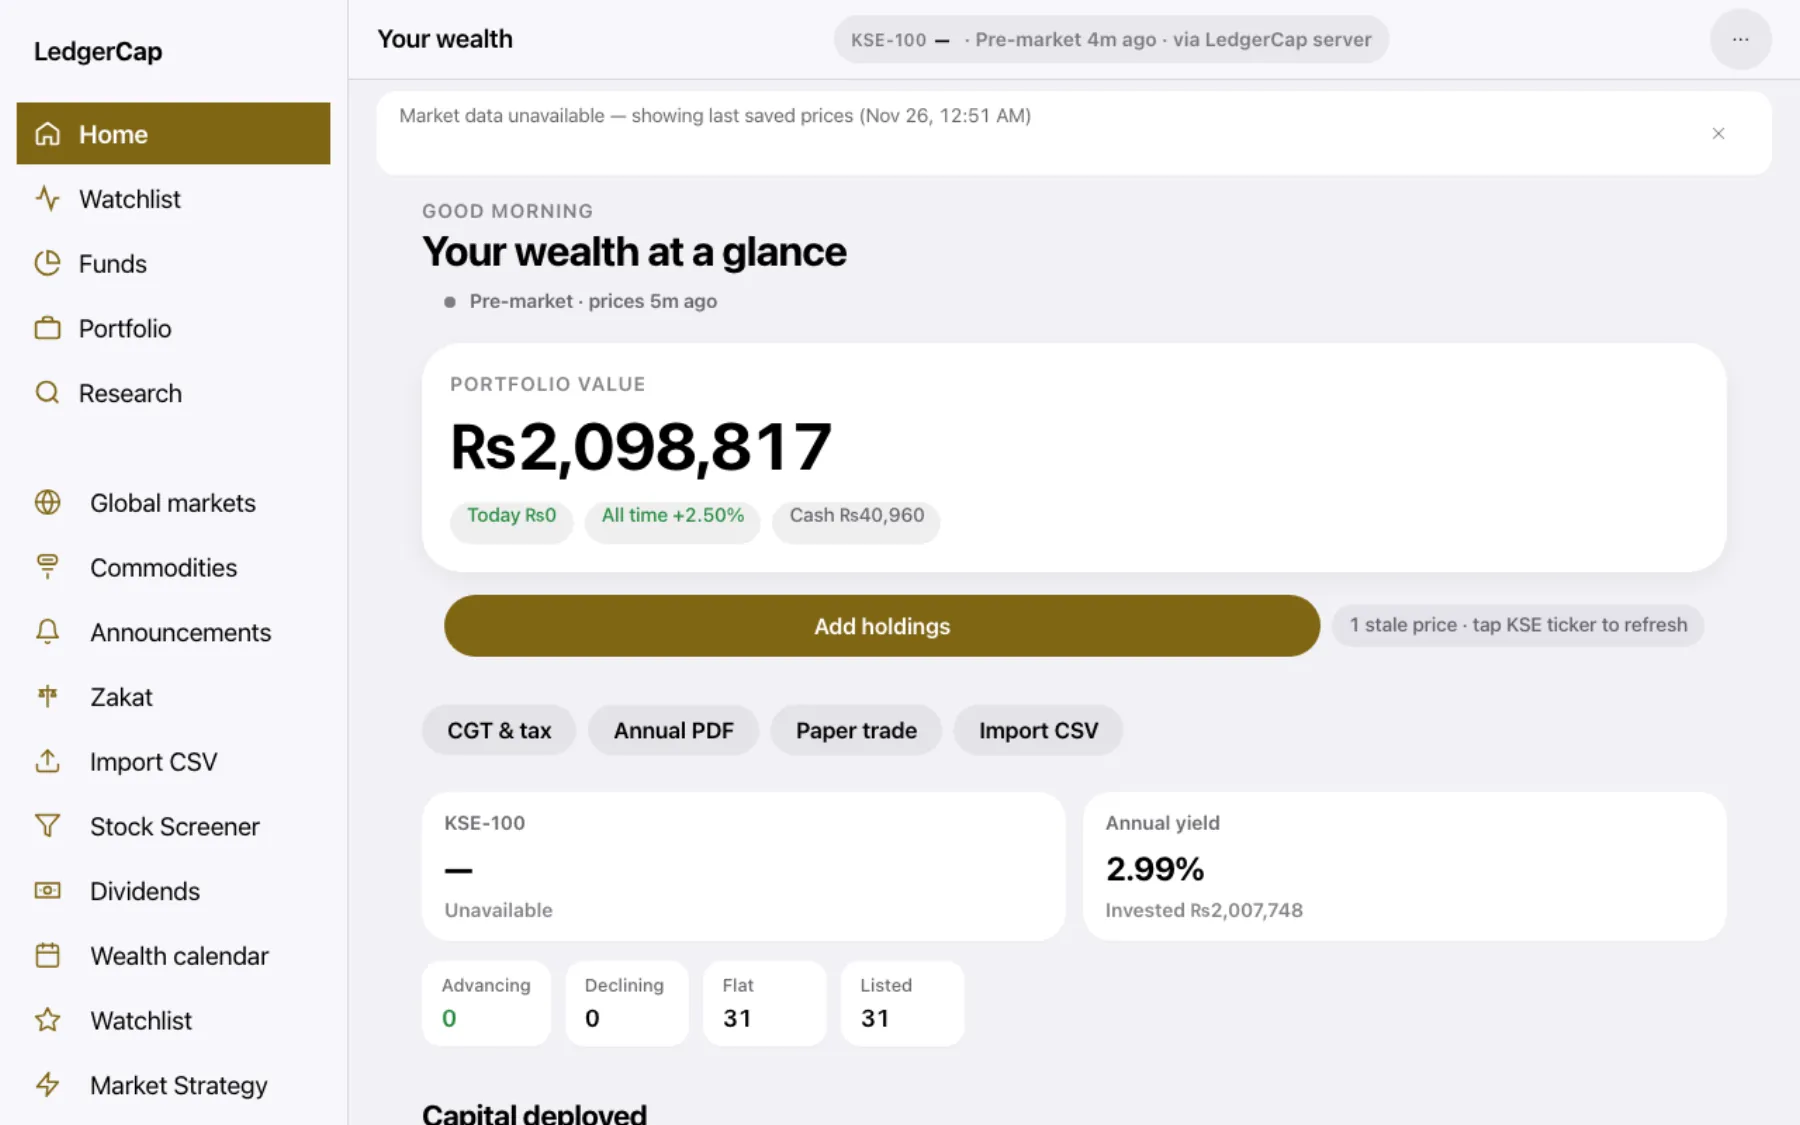 LedgerCap
Home
Watchlist
Funds
Portfolio
Research
Global markets
Commodities
Announcements
Zakat
Import CSV
Stock Screener
Dividends
Wealth calendar
Watchlist
Market Strategy
Your wealth
KSE-100 — · Pre-market 4m ago · via LedgerCap server
...
Market data unavailable — showing last saved prices (Nov 26, 12:51 AM)
GOOD MORNING
Your wealth at a glance
Pre-market · prices 5m ago
PORTFOLIO VALUE
₨2,098,817
Today ₨0
All time +2.50%
Cash ₨40,960
Add holdings
1 stale price · tap KSE ticker to refresh
CGT & tax
Annual PDF
Paper trade
Import CSV
KSE-100
—
Unavailable
Annual yield
2.99%
Invested ₨2,007,748
Advancing
0
Declining
0
Flat
31
Listed
31
Capital deployed